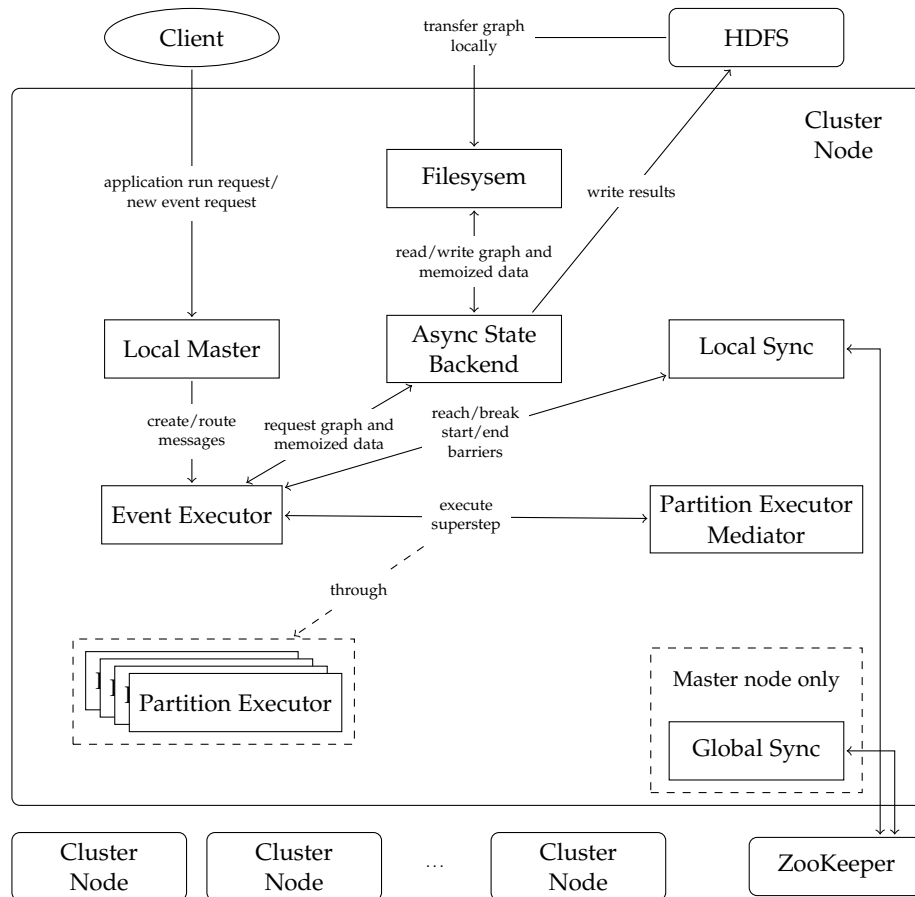 Client
transfer graph
locally
HDFS
Cluster
Node
application run request/
new event request
Filesysem
write results
read/write graph and
memoized data
Local Master
Async State
Backend
Local Sync
create/route
messages
request graph and
memoized data
reach/break
start/end
barriers
Event Executor
execute
superstep
Partition Executor
Mediator
through
Partition Executor
Master node only
Global Sync
Cluster
Node
Cluster
Node
...
Cluster
Node
ZooKeeper